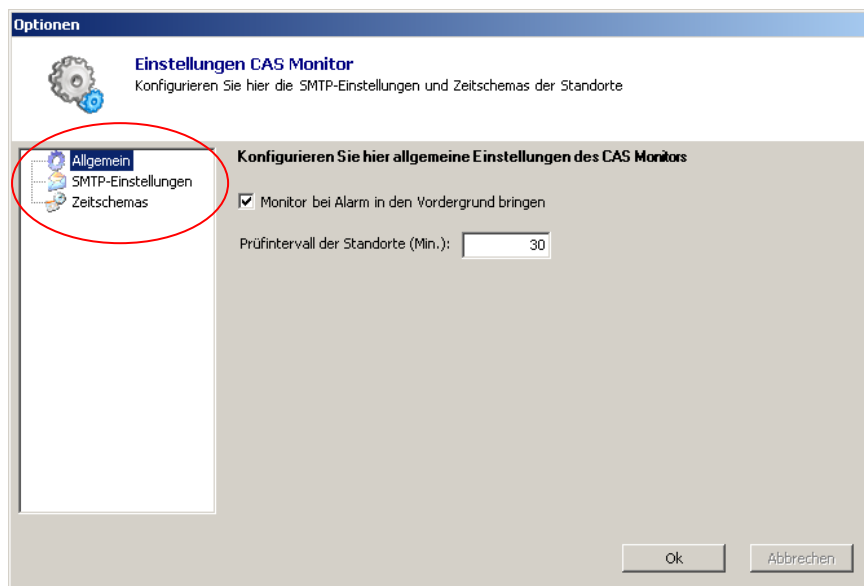 Optionen
Einstellungen CAS Monitor
Konfigurieren Sie hier die SMTP-Einstellungen und Zeitschemas der Standorte
Allgemein
SMTP-Einstellungen
Zeitschemas
Konfigurieren Sie hier allgemeine Einstellungen des CAS Monitors
Monitor bei Alarm in den Vordergrund bringen
Prüfintervall der Standorte (Min.): 30
Ok
Abbrechen